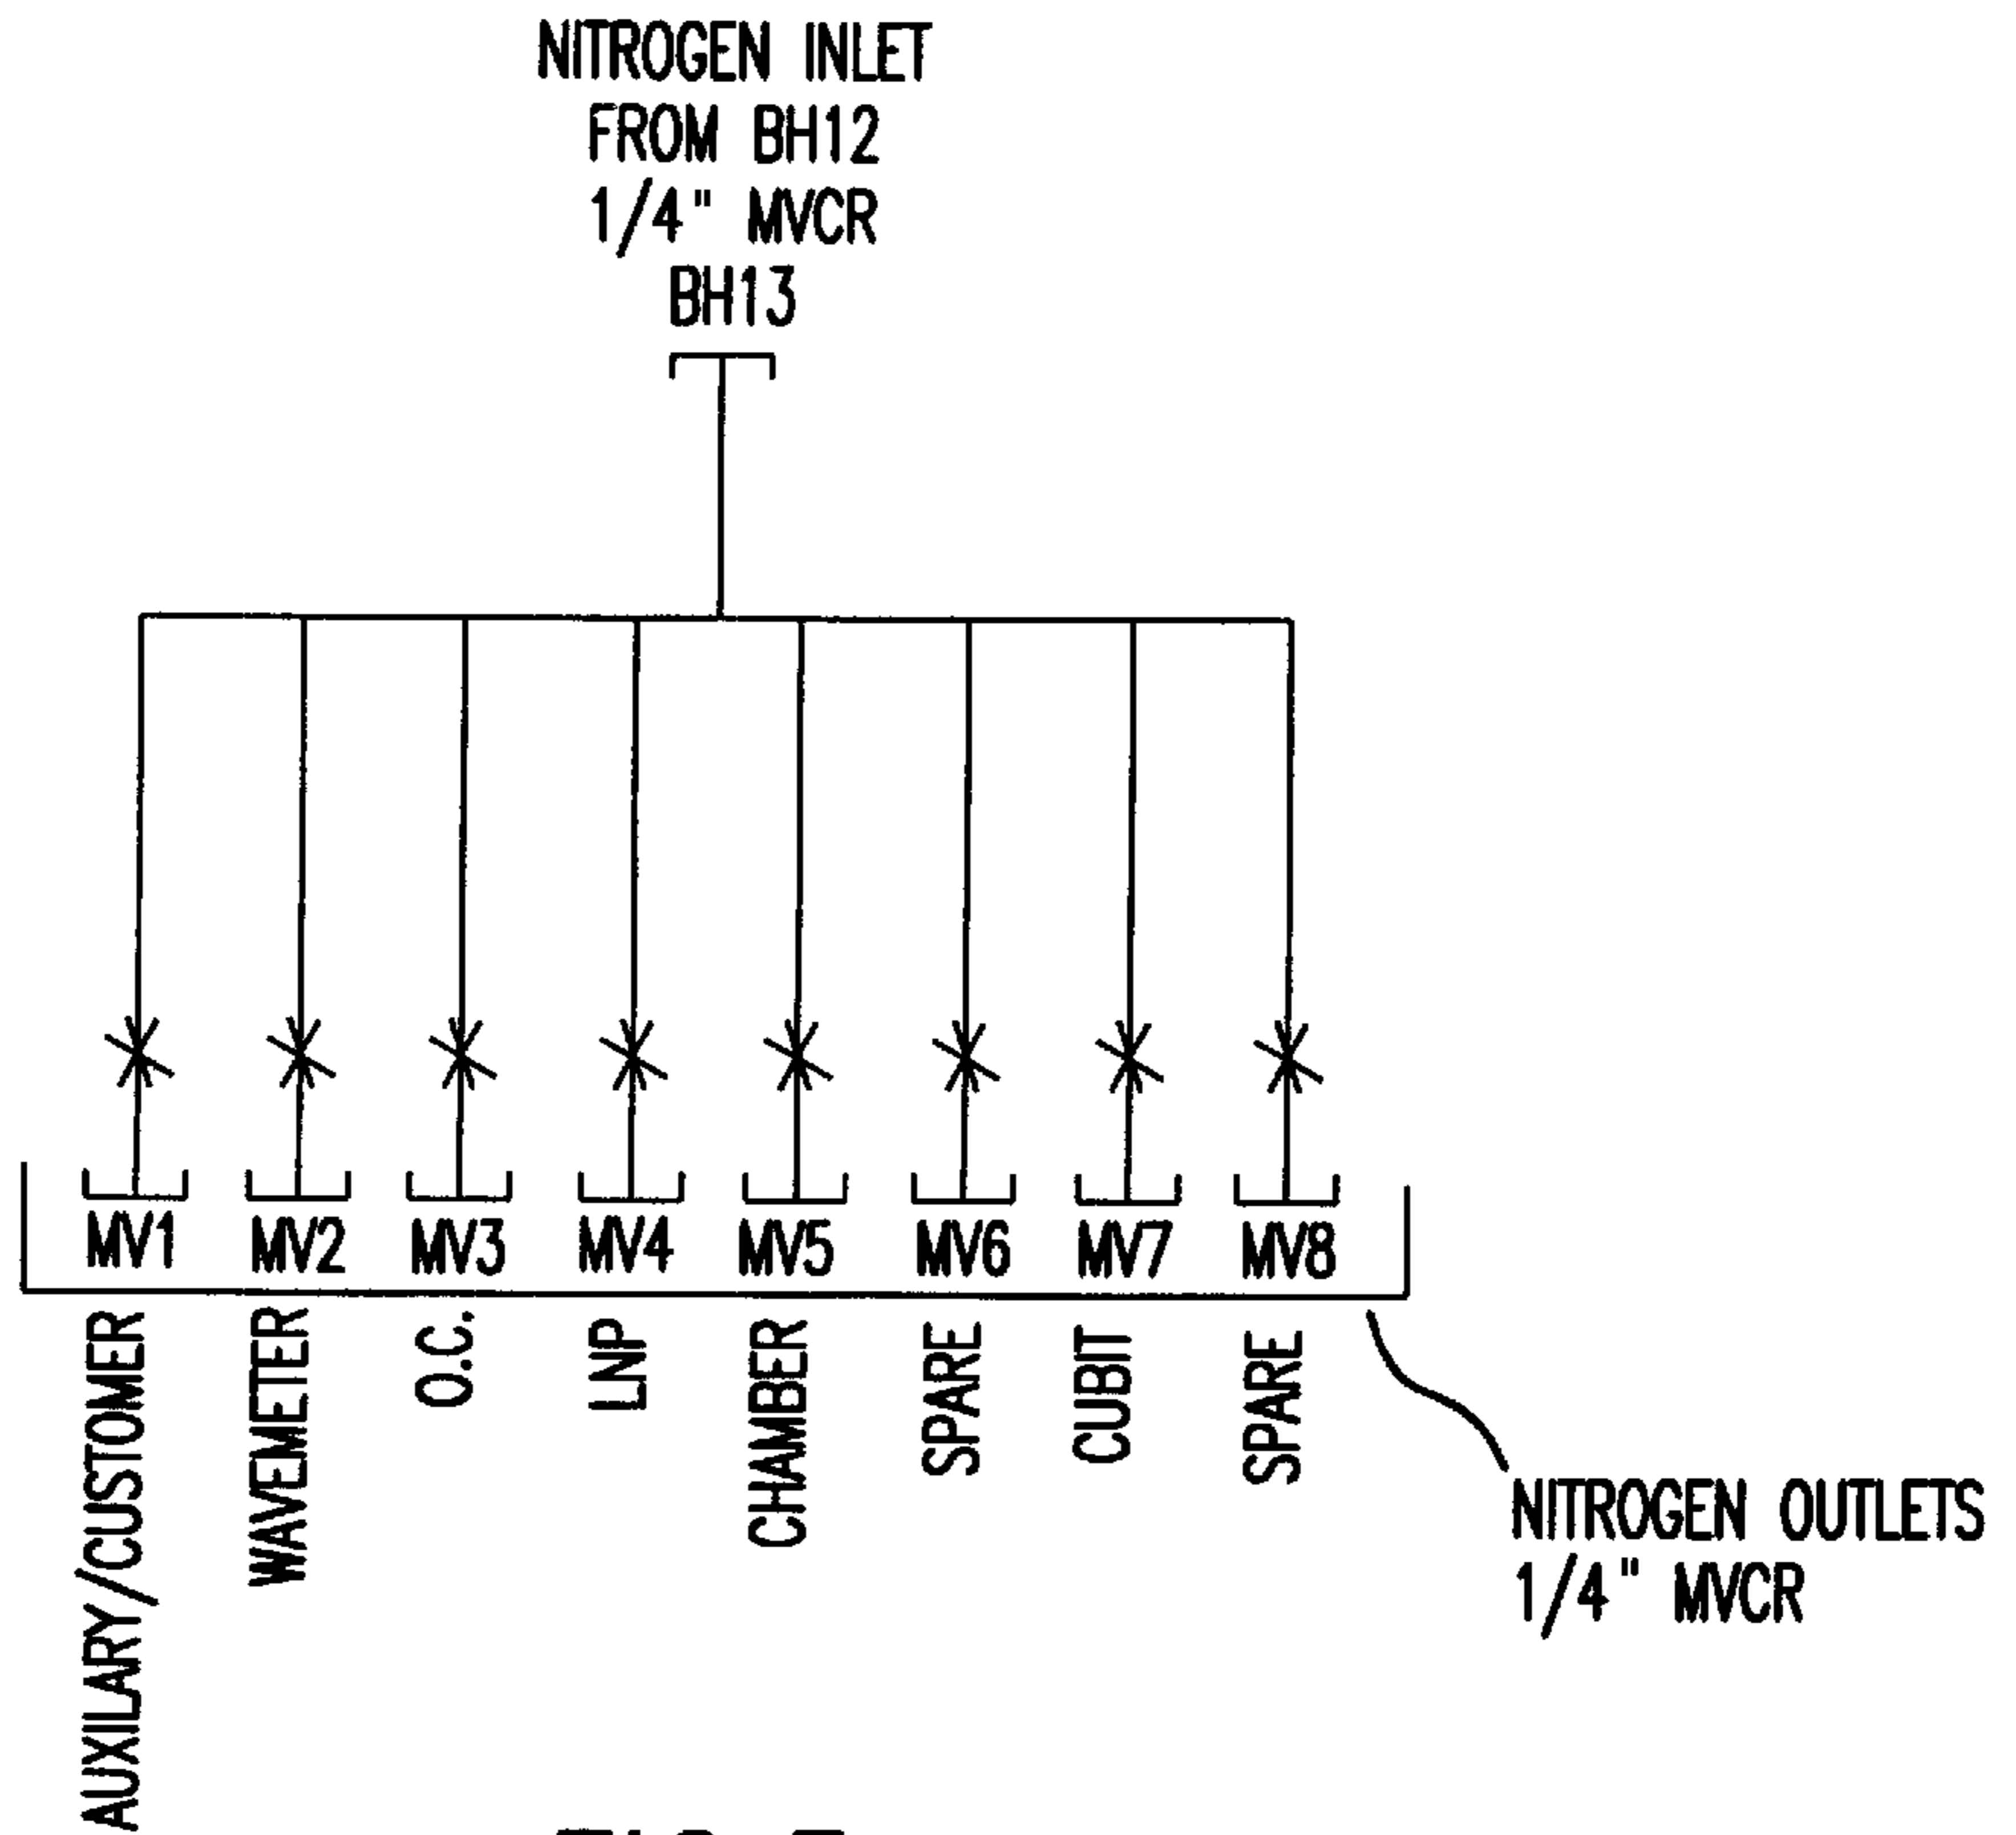 NITROGEN INLET
FROM BH12
1/4" MVCR
BH13
MV1 MV2 MV3 MV4 MV5 MV6 MV7 MV8
AUXILARY/CUSTOMER
WAVEMETER
O.C.
LNP
CHAMBER
SPARE
CUBIT
SPARE
NITROGEN OUTLETS
1/4" MVCR